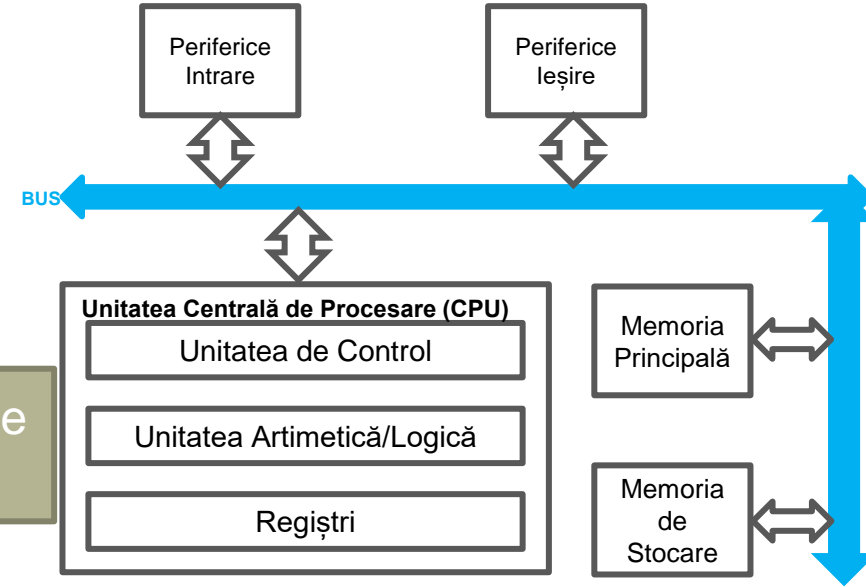 Periferice
Intrare
Periferice
Ieșire
BUS
Unitatea Centrală de Procesare (CPU)
Unitatea de Control
Unitatea Artimetică/Logică
Regiștri
Memoria
Principală
Memoria
de
Stocare
e